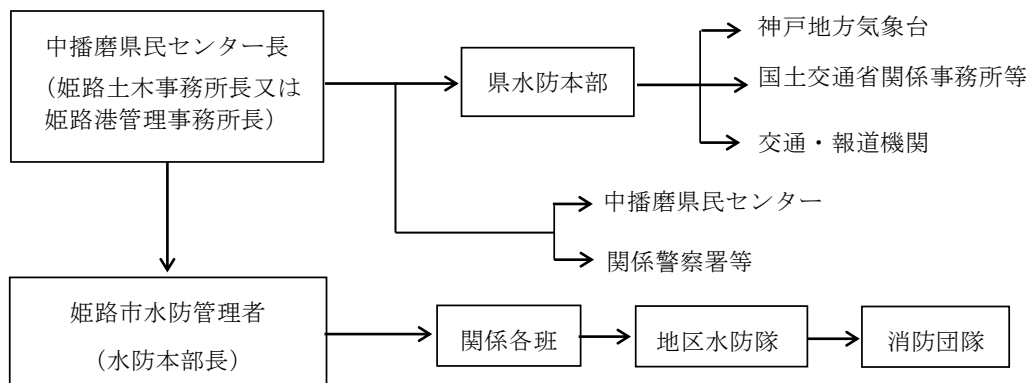 中播磨県民センター長
（姫路土木事務所長又は
姫路港管理事務所長）
県水防本部
神戸地方気象台
国土交通省関係事務所等
交通・報道機関
中播磨県民センター
関係警察署等
姫路市水防管理者
（水防本部長）
関係各班
地区水防隊
消防団隊